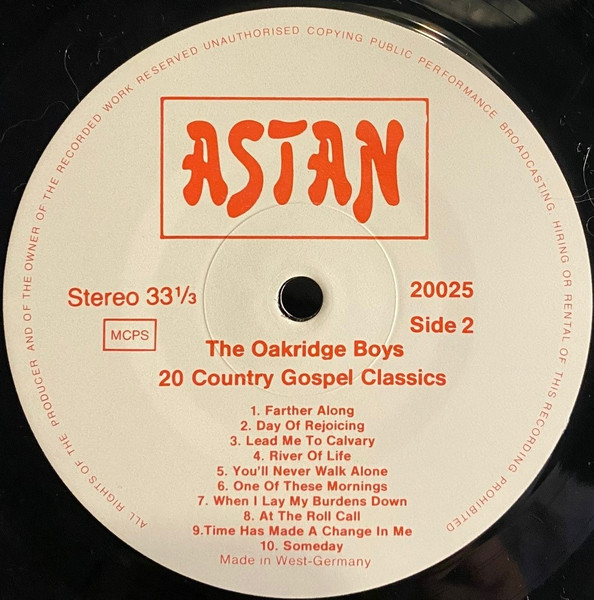 ALL RIGHTS OF THE PRODUCER AND OF THE OWNER OF THE RECORDED WORK RESERVED UNAUTHORISED COPYING PUBLIC PERFORMANCE BROADCASTING, HIRING OR RENTAL OF THIS RECORDING PROHIBITED
ASTAN
Stereo 33 1/3
20025
MCPS
Side 2
The Oakridge Boys
20 Country Gospel Classics
1. Farther Along
2. Day Of Rejoicing
3. Lead Me To Calvary
4. River Of Life
5. You'll Never Walk Alone
6. One Of These Mornings
7. When I Lay My Burdens Down
8. At The Roll Call
9.Time Has Made A Change In Me
10. Someday
Made in West-Germany